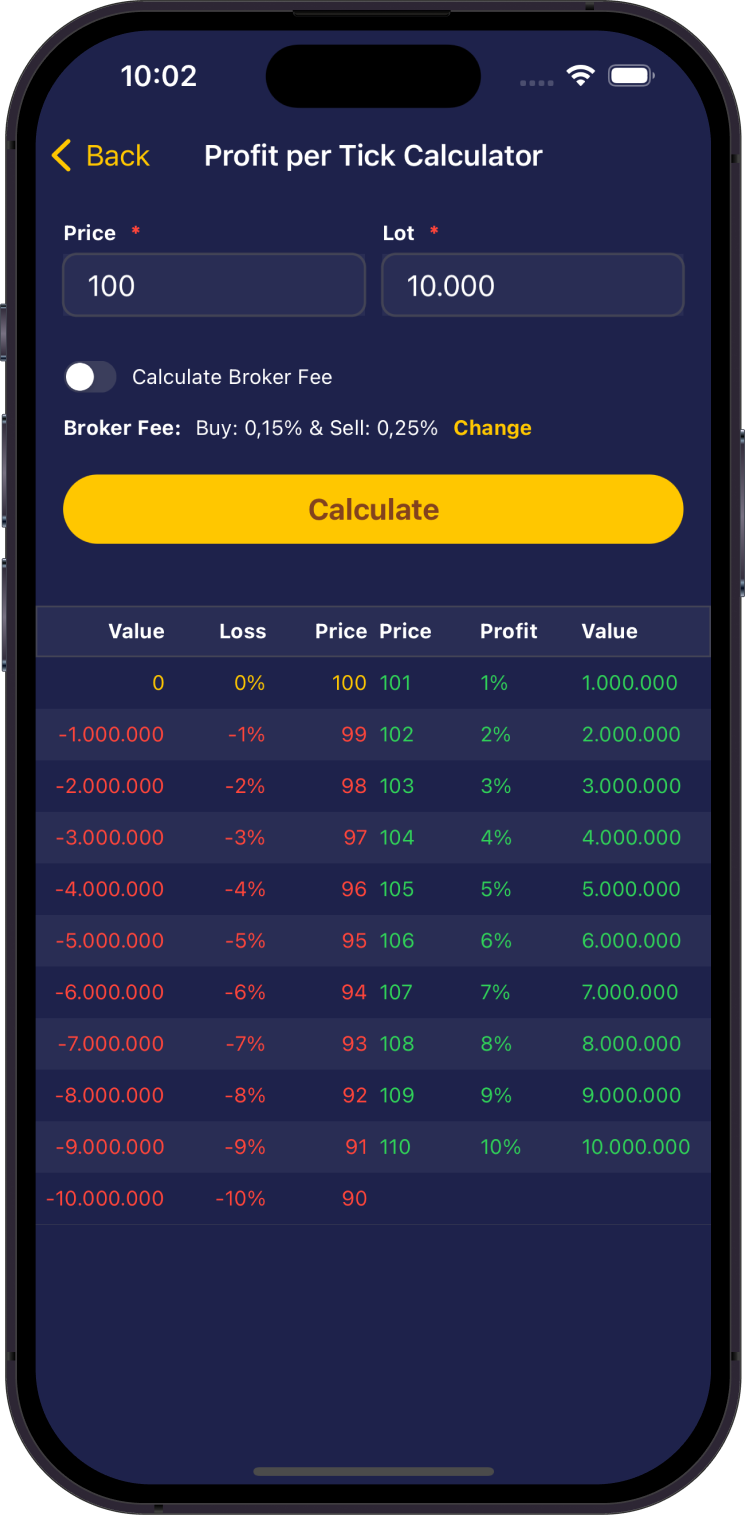 10:02
Back Profit per Tick Calculator
Price * Lot *
100 10.000
Calculate Broker Fee
Broker Fee: Buy: 0,15% & Sell: 0,25% Change
Calculate
Value Loss Price Price Profit Value
0 0% 100 101 1% 1.000.000
-1.000.000 -1% 99 102 2% 2.000.000
-2.000.000 -2% 98 103 3% 3.000.000
-3.000.000 -3% 97 104 4% 4.000.000
-4.000.000 -4% 96 105 5% 5.000.000
-5.000.000 -5% 95 106 6% 6.000.000
-6.000.000 -6% 94 107 7% 7.000.000
-7.000.000 -7% 93 108 8% 8.000.000
-8.000.000 -8% 92 109 9% 9.000.000
-9.000.000 -9% 91 110 10% 10.000.000
-10.000.000 -10% 90